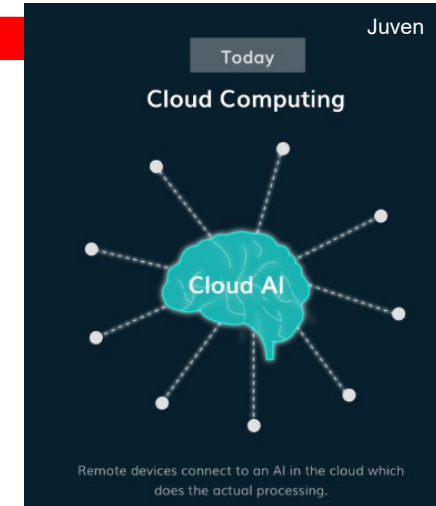 Juven
Today
Cloud Computing
Cloud AI
Remote devices connect to an AI in the cloud which
does the actual processing.